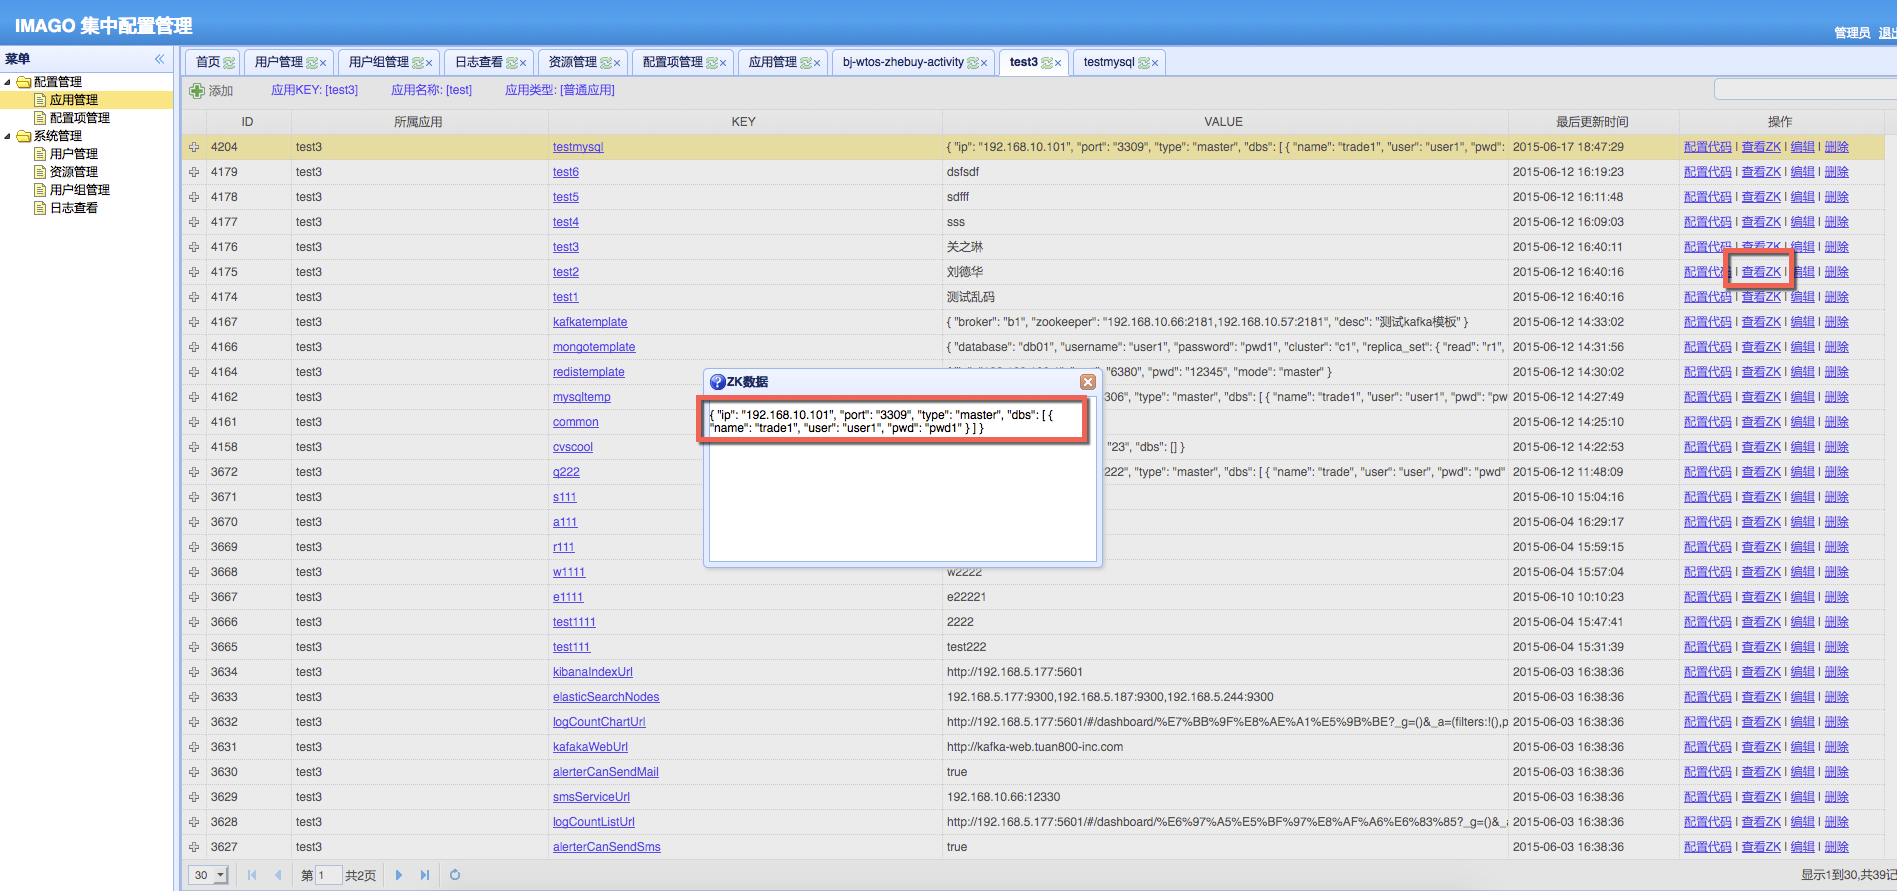 IMAGO 集中配置管理
管理员 退出
菜单
配置管理
应用管理
配置项管理
系统管理
用户管理
资源管理
用户组管理
日志查看
首页 用户管理 用户组管理 日志查看 资源管理 配置项管理 应用管理 bj-wtos-zhebuy-activity test3 testmysql
添加 应用KEY: [test3] 应用名称: [test] 应用类型: [普通应用]
ID 所属应用 KEY VALUE 最后更新时间 操作
4204 test3 testmysql { "ip": "192.168.10.101", "port": "3309", "type": "master", "dbs": [ { "name": "trade1", "user": "user1", "pwd": 2015-06-17 18:47:29 配置代码 | 查看ZK | 编辑 | 删除
4179 test3 test6 dsfsdf 2015-06-12 16:19:23 配置代码 | 查看ZK | 编辑 | 删除
4178 test3 test5 sdfff 2015-06-12 16:11:48 配置代码 | 查看ZK | 编辑 | 删除
4177 test3 test4 sss 2015-06-12 16:09:03 配置代码 | 查看ZK | 编辑 | 删除
4176 test3 test3 关之琳 2015-06-12 16:40:11 配置代码 | 查看ZK | 编辑 | 删除
4175 test3 test2 刘德华 2015-06-12 16:40:16 配置代码 | 查看ZK | 编辑 | 删除
4174 test3 test1 测试乱码 2015-06-12 16:40:16 配置代码 | 查看ZK | 编辑 | 删除
4167 test3 kafkatemplate { "broker": "b1", "zookeeper": "192.168.10.66:2181,192.168.10.57:2181", "desc": "测试kafka模板" } 2015-06-12 14:33:02 配置代码 | 查看ZK | 编辑 | 删除
4166 test3 mongotemplate { "database": "db01", "username": "user1", "password": "pwd1", "cluster": "c1", "replica_set": { "read": "r1", 2015-06-12 14:31:56 配置代码 | 查看ZK | 编辑 | 删除
4164 test3 redistemplate "6380", "pwd": "12345", "mode": "master" } 2015-06-12 14:30:02 配置代码 | 查看ZK | 编辑 | 删除
4162 test3 mysqltemp 306", "type": "master", "dbs": [ { "name": "trade1", "user": "user1", "pwd": "pw 2015-06-12 14:27:49 配置代码 | 查看ZK | 编辑 | 删除
4161 test3 common 2015-06-12 14:25:10 配置代码 | 查看ZK | 编辑 | 删除
4158 test3 cvscool "23", "dbs": [] } 2015-06-12 14:22:53 配置代码 | 查看ZK | 编辑 | 删除
3672 test3 q222 222", "type": "master", "dbs": [ { "name": "trade", "user": "user", "pwd": "pwd" 2015-06-12 11:48:09 配置代码 | 查看ZK | 编辑 | 删除
3671 test3 s111 2015-06-10 15:04:16 配置代码 | 查看ZK | 编辑 | 删除
3670 test3 a111 2015-06-04 16:29:17 配置代码 | 查看ZK | 编辑 | 删除
3669 test3 r111 2015-06-04 15:59:15 配置代码 | 查看ZK | 编辑 | 删除
3668 test3 w1111 w2222 2015-06-04 15:57:04 配置代码 | 查看ZK | 编辑 | 删除
3667 test3 e1111 e22221 2015-06-10 10:10:23 配置代码 | 查看ZK | 编辑 | 删除
3666 test3 test1111 2222 2015-06-04 15:47:41 配置代码 | 查看ZK | 编辑 | 删除
3665 test3 test111 test222 2015-06-04 15:31:39 配置代码 | 查看ZK | 编辑 | 删除
3634 test3 kibanaIndexUrl http://192.168.5.177:5601 2015-06-03 16:38:36 配置代码 | 查看ZK | 编辑 | 删除
3633 test3 elasticSearchNodes 192.168.5.177:9300,192.168.5.187:9300,192.168.5.244:9300 2015-06-03 16:38:36 配置代码 | 查看ZK | 编辑 | 删除
3632 test3 logCountChartUrl http://192.168.5.177:5601/#/dashboard/%E7%BB%9F%E8%AE%A1%E5%9B%BE?_g=()&_a=(filters:!(),p 2015-06-03 16:38:36 配置代码 | 查看ZK | 编辑 | 删除
3631 test3 kafakaWebUrl http://kafka-web.tuan800-inc.com 2015-06-03 16:38:36 配置代码 | 查看ZK | 编辑 | 删除
3630 test3 alerterCanSendMail true 2015-06-03 16:38:36 配置代码 | 查看ZK | 编辑 | 删除
3629 test3 smsServiceUrl 192.168.10.66:12330 2015-06-03 16:38:36 配置代码 | 查看ZK | 编辑 | 删除
3628 test3 logCountListUrl http://192.168.5.177:5601/#/dashboard/%E6%97%A5%E5%BF%97%E8%AF%A6%E6%83%85?_g=()&_ 2015-06-03 16:38:36 配置代码 | 查看ZK | 编辑 | 删除
3627 test3 alerterCanSendSms true 2015-06-03 16:38:36 配置代码 | 查看ZK | 编辑 | 删除
ZK数据
{ "ip": "192.168.10.101", "port": "3309", "type": "master", "dbs": [ {
"name": "trade1", "user": "user1", "pwd": "pwd1" } ] }
30 第 1 共2页 显示1到30,共39记